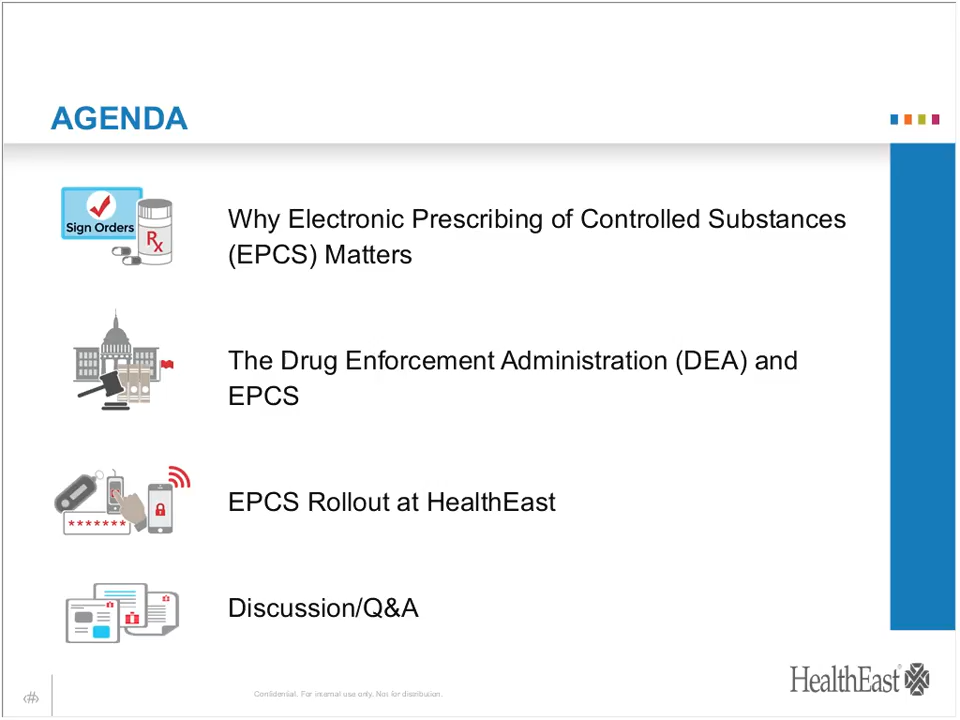 AGENDA
Sign Orders
Rx
Why Electronic Prescribing of Controlled Substances
(EPCS) Matters
The Drug Enforcement Administration (DEA) and
EPCS
EPCS Rollout at HealthEast
*******
Discussion/Q&A
‹#›
Confidential. For internal use only. Not for distribution.
HealthEast®